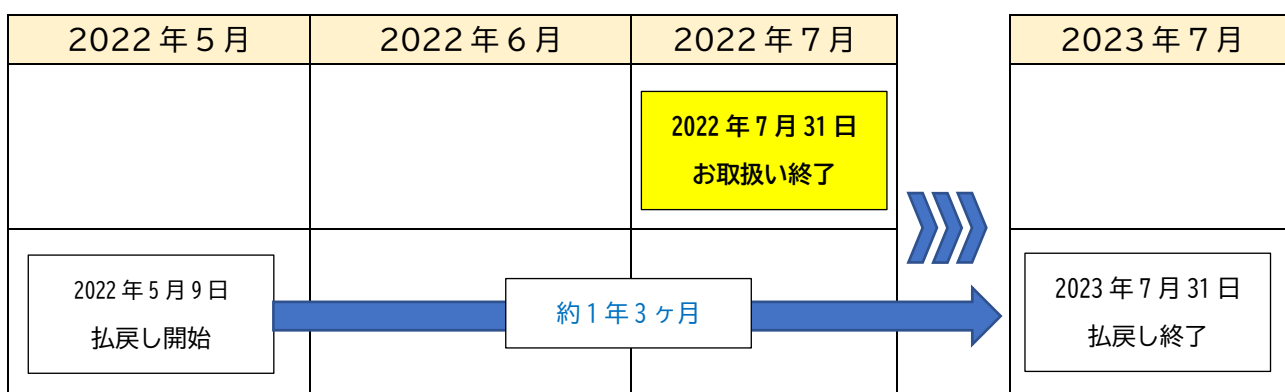 2022年5月
2022年6月
2022年7月
2023年7月
2022年7月31日
お取扱い終了
2022年5月9日
払戻し開始
約1年3ヶ月
2023年7月31日
払戻し終了